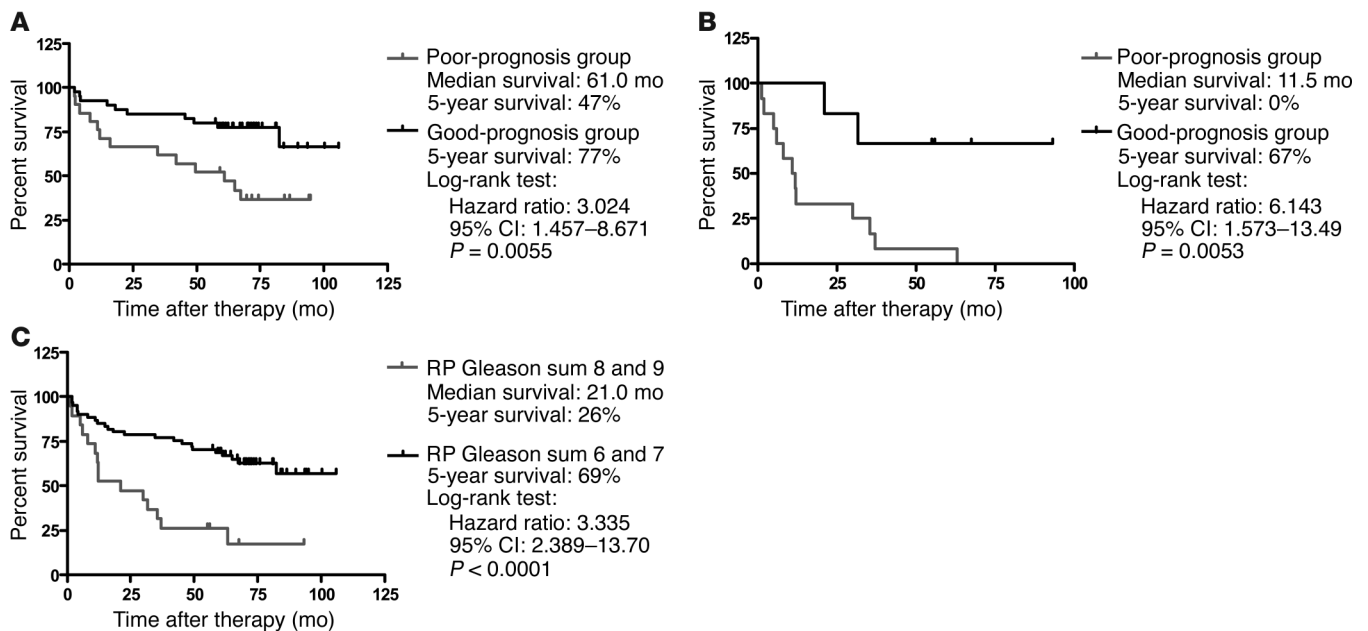 A
125
100
75
50
25
0
Percent survival
0 25 50 75 100 125
Time after therapy (mo)
Poor-prognosis group
Median survival: 61.0 mo
5-year survival: 47%
Good-prognosis group
5-year survival: 77%
Log-rank test:
Hazard ratio: 3.024
95% CI: 1.457–8.671
P = 0.0055
B
125
100
75
50
25
0
Percent survival
0 25 50 75 100
Time after therapy (mo)
Poor-prognosis group
Median survival: 11.5 mo
5-year survival: 0%
Good-prognosis group
5-year survival: 67%
Log-rank test:
Hazard ratio: 6.143
95% CI: 1.573–13.49
P = 0.0053
C
125
100
75
50
25
0
Percent survival
0 25 50 75 100 125
Time after therapy (mo)
RP Gleason sum 8 and 9
Median survival: 21.0 mo
5-year survival: 26%
RP Gleason sum 6 and 7
5-year survival: 69%
Log-rank test:
Hazard ratio: 3.335
95% CI: 2.389–13.70
P < 0.0001